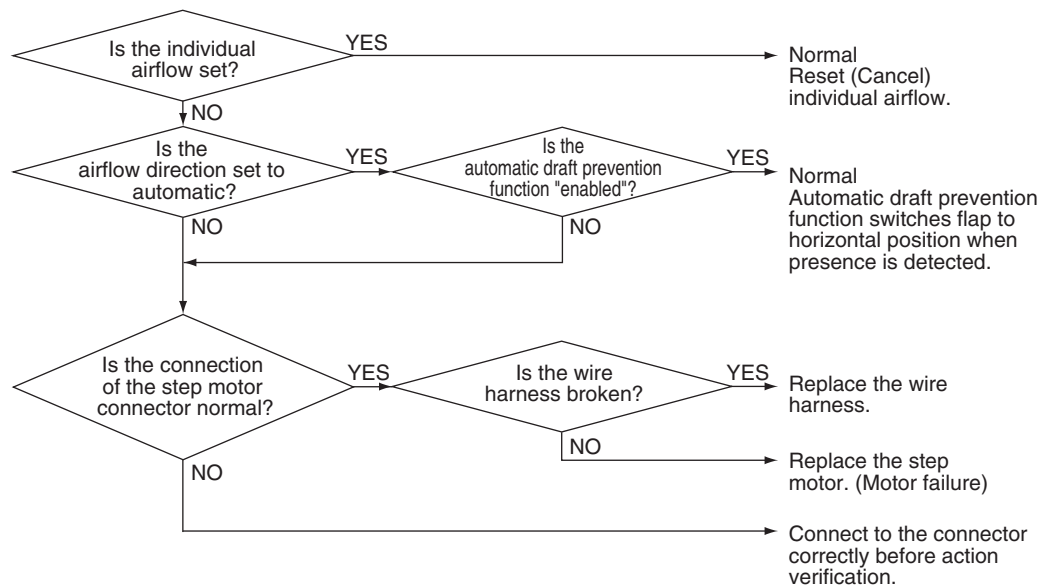 Is the individual
airflow set?
YES
Normal
Reset (Cancel)
individual airflow.
NO
Is the
airflow direction set to
automatic?
YES
Is the
automatic draft prevention
function "enabled"?
YES
Normal
Automatic draft prevention
function switches flap to
horizontal position when
presence is detected.
NO
NO
Is the connection
of the step motor
connector normal?
YES
Is the wire
harness broken?
YES
Replace the wire
harness.
NO
Replace the step
motor. (Motor failure)
NO
Connect to the connector
correctly before action
verification.